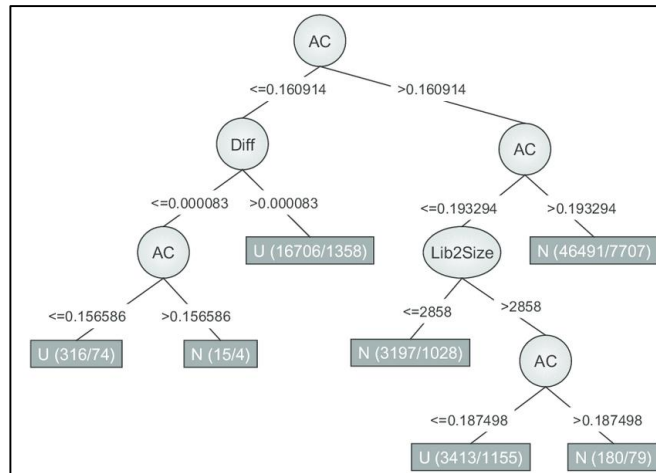 AC
<=0.160914
>0.160914
Diff
AC
<=0.000083
>0.000083
<=0.193294
>0.193294
AC
U (16706/1358)
Lib2Size
N (46491/7707)
<=0.156586
>0.156586
<=2858
>2858
U (316/74)
N (15/4)
N (3197/1028)
AC
<=0.187498
>0.187498
U (3413/1155)
N (180/79)